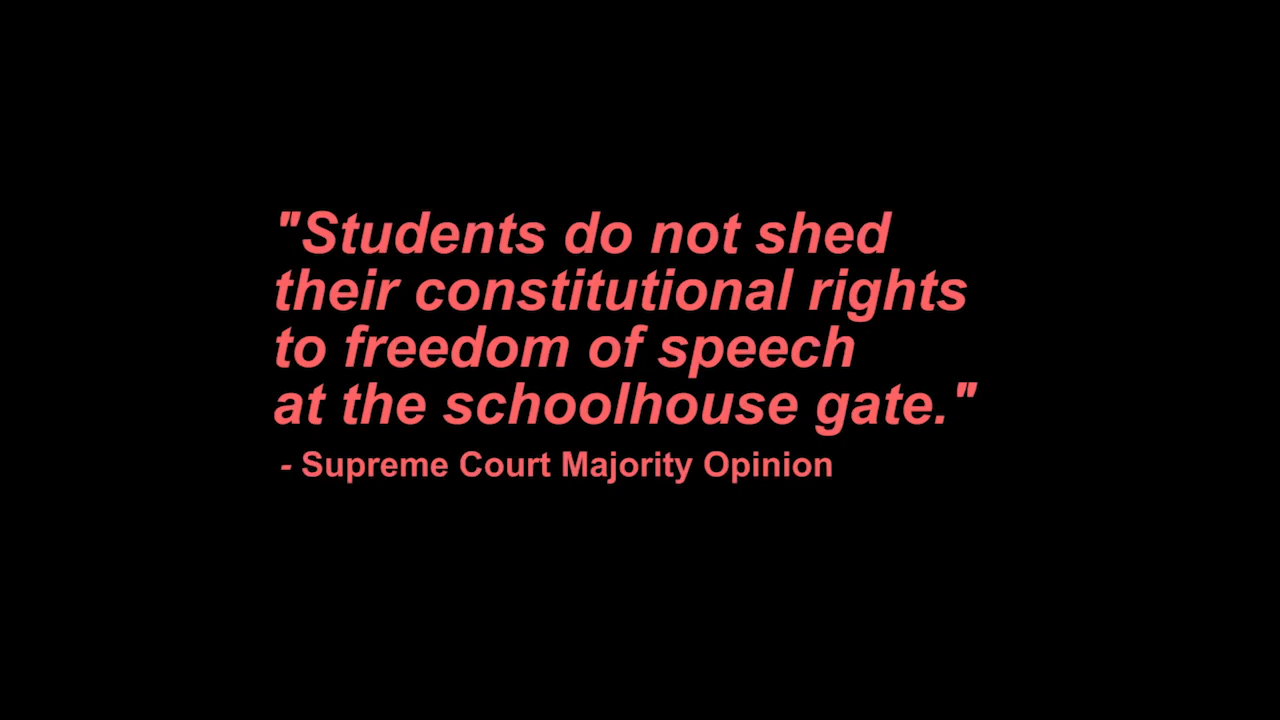 "Students do not shed
their constitutional rights
to freedom of speech
at the schoolhouse gate."
- Supreme Court Majority Opinion